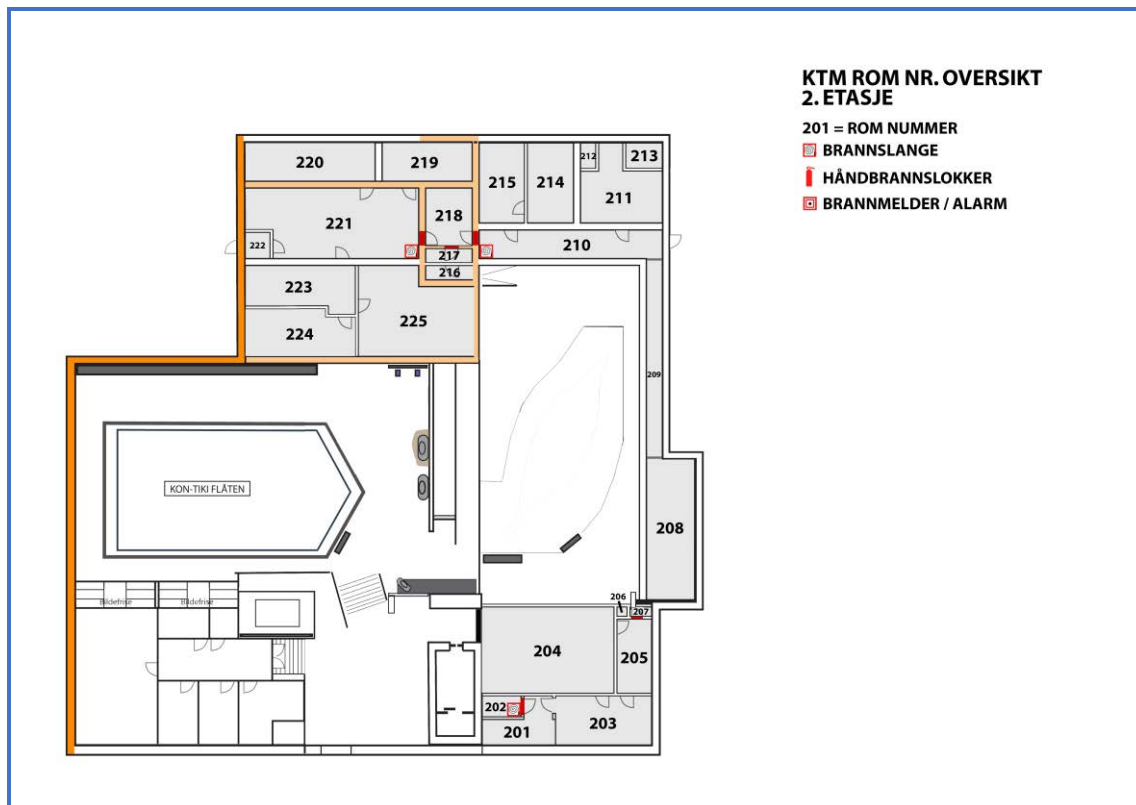 KTM ROM NR. OVERSIKT
2. ETASJE
201 = ROM NUMMER
BRANNSLANGE
HÅNDBRANNSLOKKER
BRANNMELDER / ALARM
220
219
215
214
212
213
211
221
218
222
210
217
216
223
224
225
209
KON-TIKI FLÅTEN
208
Bildefrise
Bildefrise
206
207
204
205
202
201
203